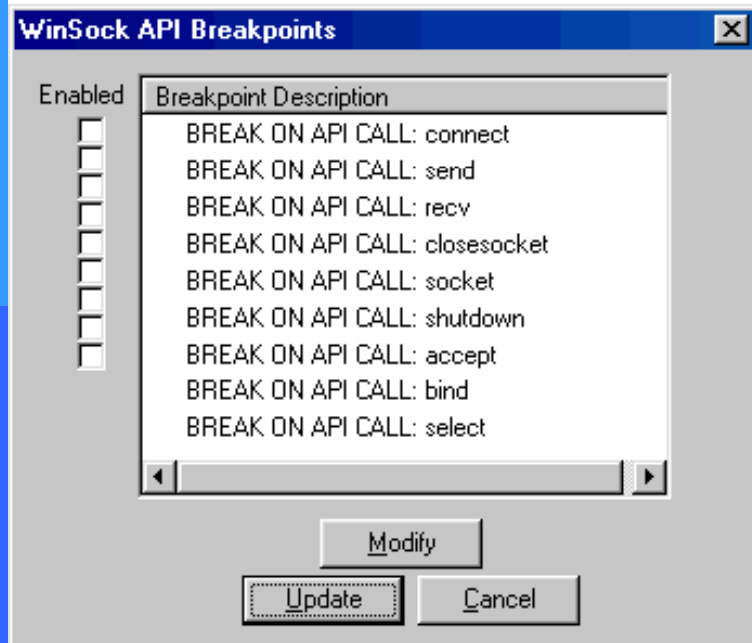 WinSock API Breakpoints
Enabled
Breakpoint Description
BREAK ON API CALL: connect
BREAK ON API CALL: send
BREAK ON API CALL: recv
BREAK ON API CALL: closesocket
BREAK ON API CALL: socket
BREAK ON API CALL: shutdown
BREAK ON API CALL: accept
BREAK ON API CALL: bind
BREAK ON API CALL: select
Modify
Update
Cancel